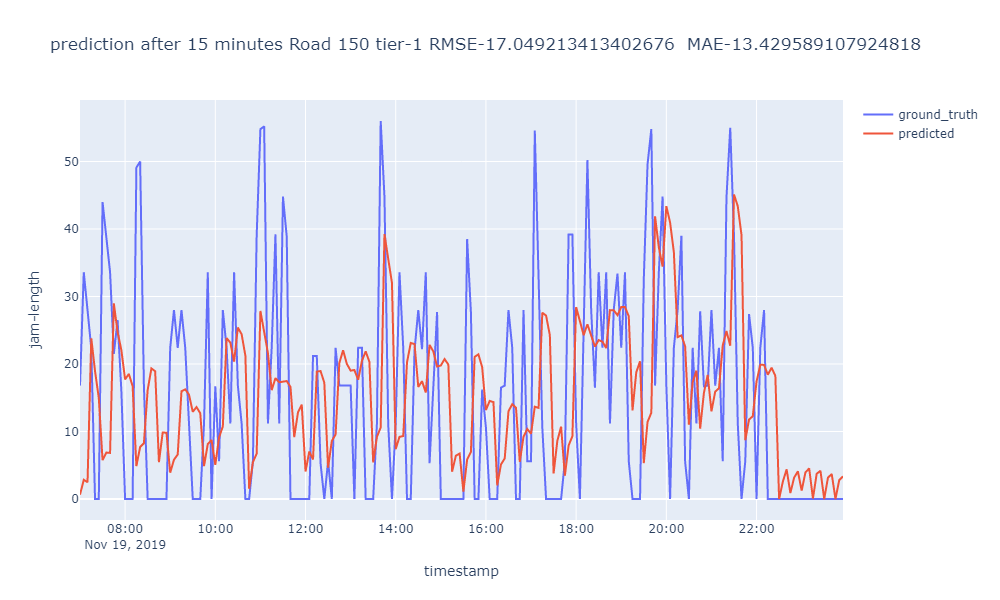 prediction after 15 minutes Road 150 tier-1 RMSE-17.049213413402676  MAE-13.429589107924818
ground_truth
predicted
50
40
30
20
10
0
jam-length
08:00 10:00 12:00 14:00 16:00 18:00 20:00 22:00
Nov 19, 2019
timestamp